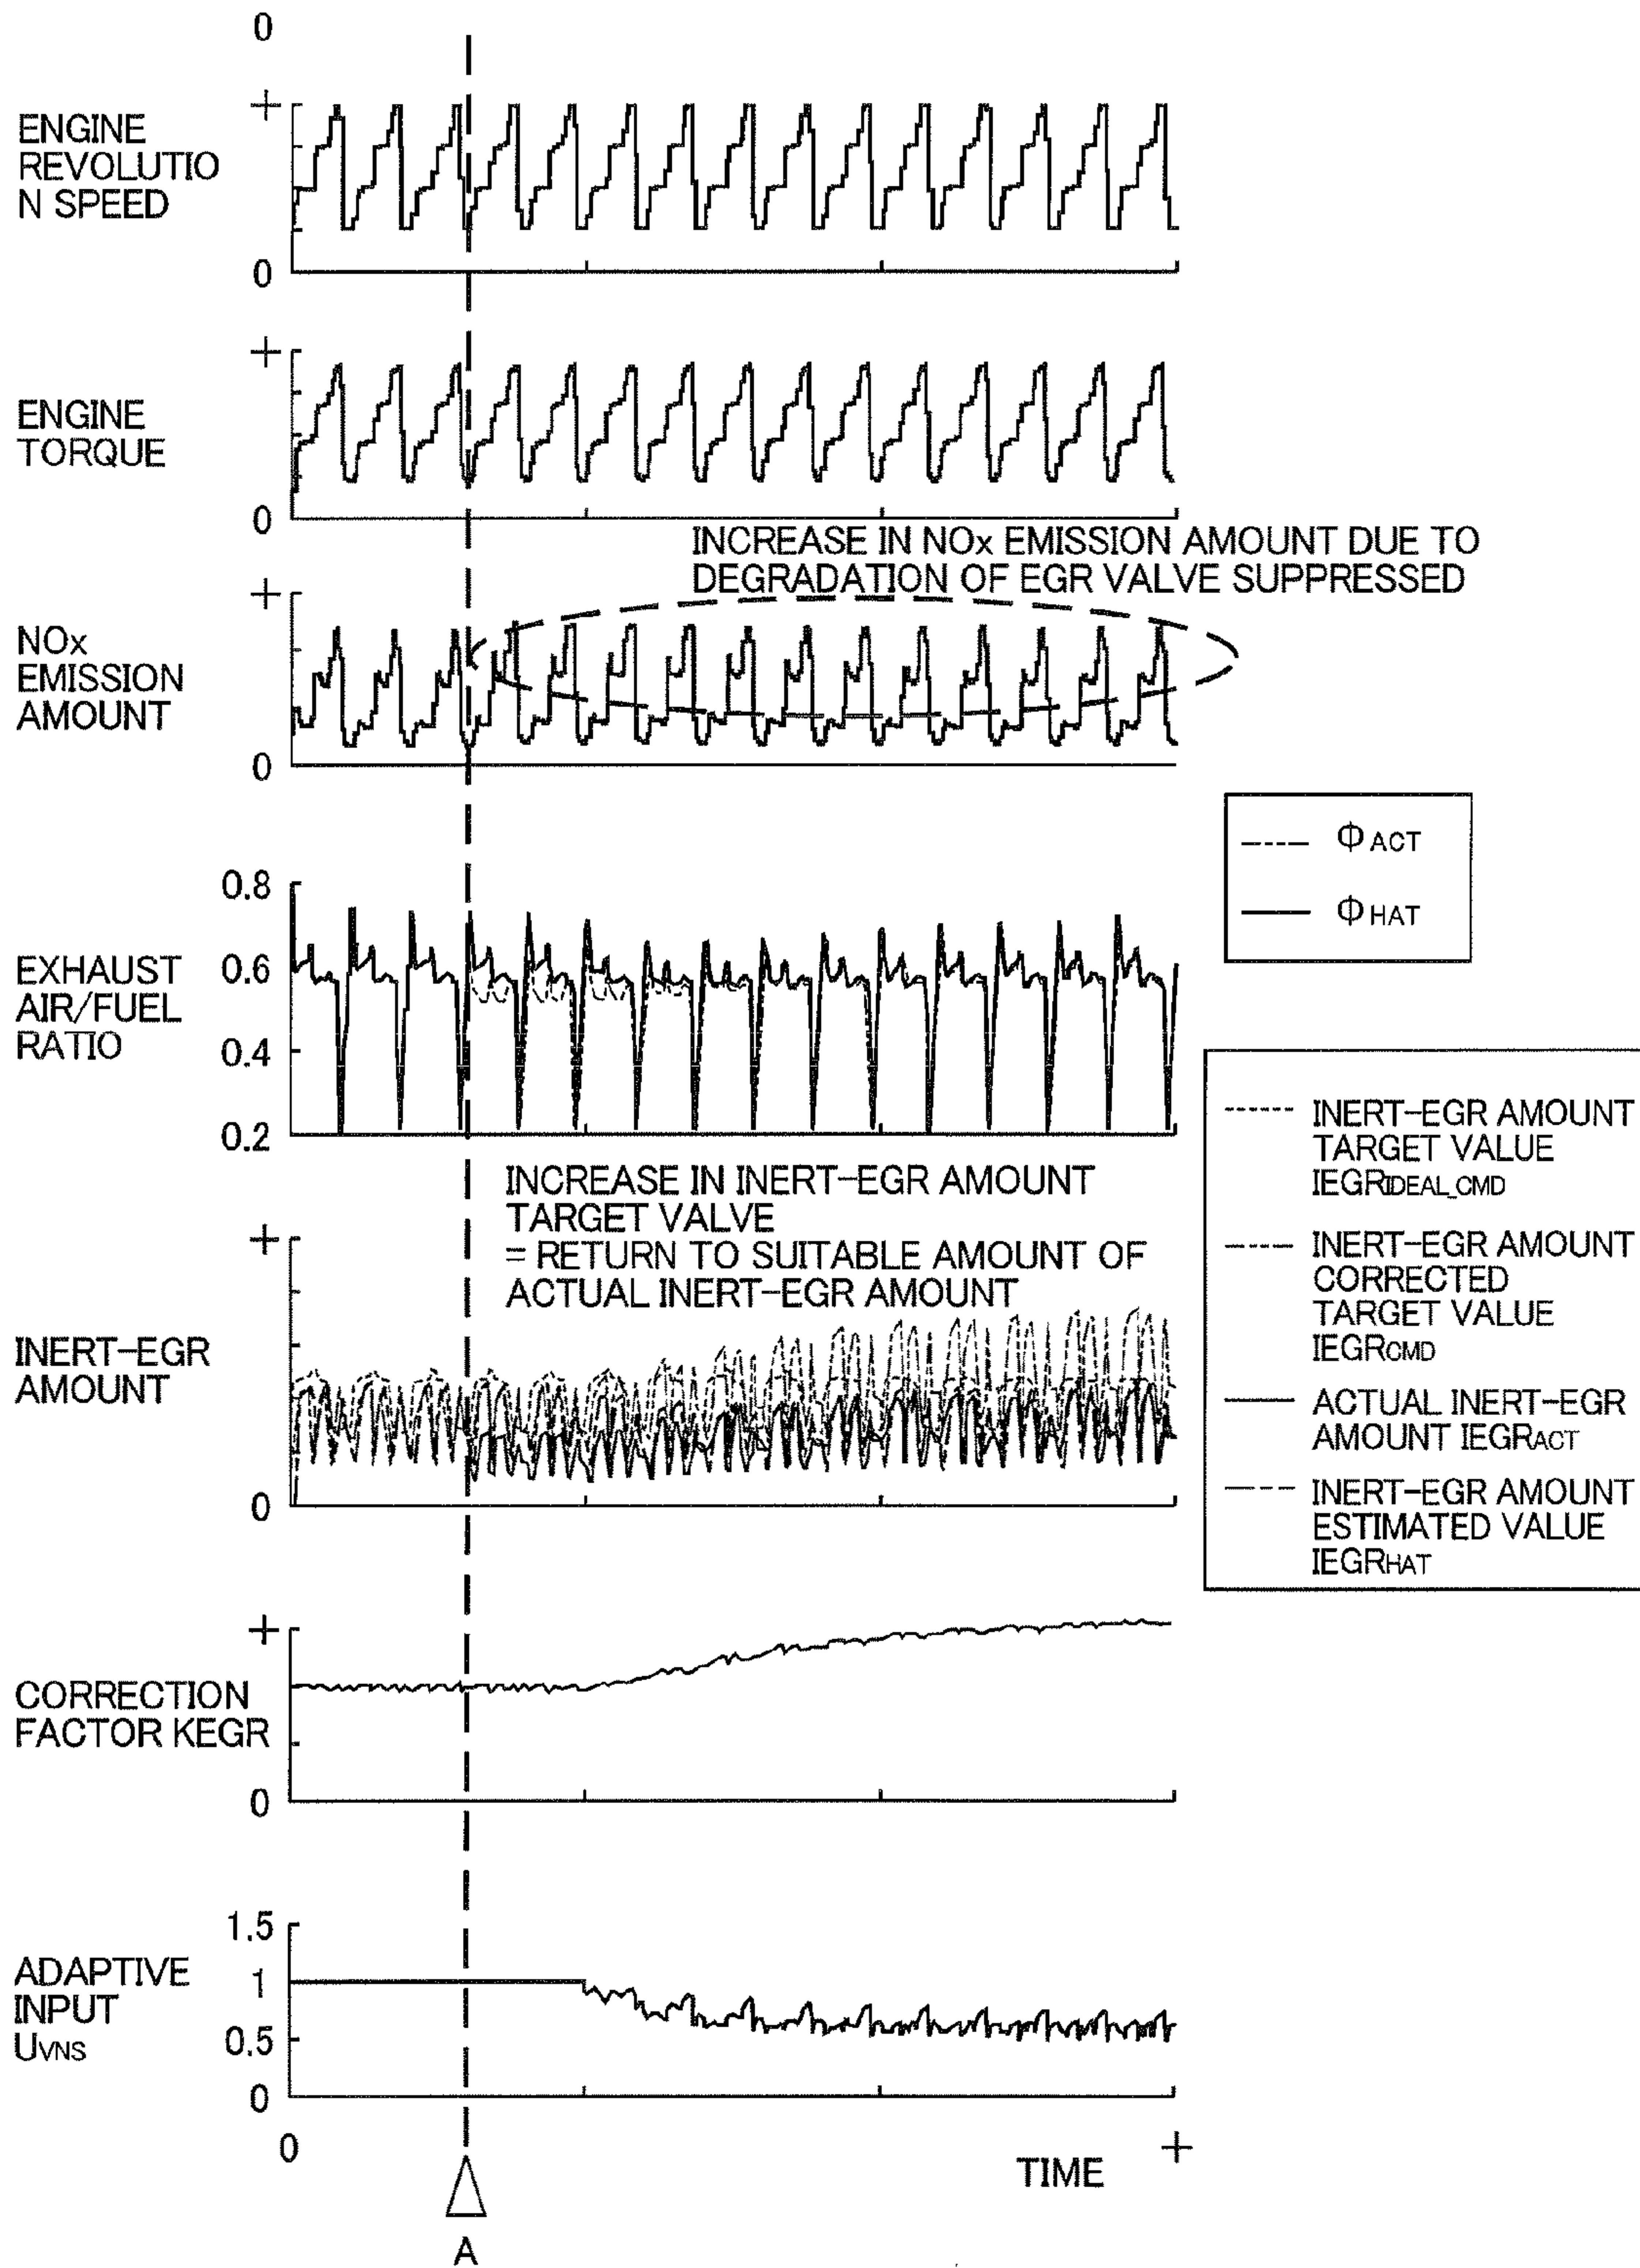 0
+
ENGINE
REVOLUTIO
N SPEED
0
+
ENGINE
TORQUE
0
INCREASE IN NOx EMISSION AMOUNT DUE TO
DEGRADATION OF EGR VALVE SUPPRESSED
+
NOx
EMISSION
AMOUNT
0
ΦACT
ΦHAT
0.8
EXHAUST
AIR/FUEL
RATIO
0.6
0.4
0.2
INCREASE IN INERT-EGR AMOUNT
TARGET VALVE
= RETURN TO SUITABLE AMOUNT OF
ACTUAL INERT-EGR AMOUNT
+
INERT-EGR
AMOUNT
0
INERT-EGR AMOUNT
TARGET VALUE
IEGRIDEAL_CMD
INERT-EGR AMOUNT
CORRECTED
TARGET VALUE
IEGRCMD
ACTUAL INERT-EGR
AMOUNT IEGRACT
INERT-EGR AMOUNT
ESTIMATED VALUE
IEGRHAT
+
CORRECTION
FACTOR KEGR
0
1.5
ADAPTIVE
INPUT
UVNS
1
0.5
0
0
TIME
+
A